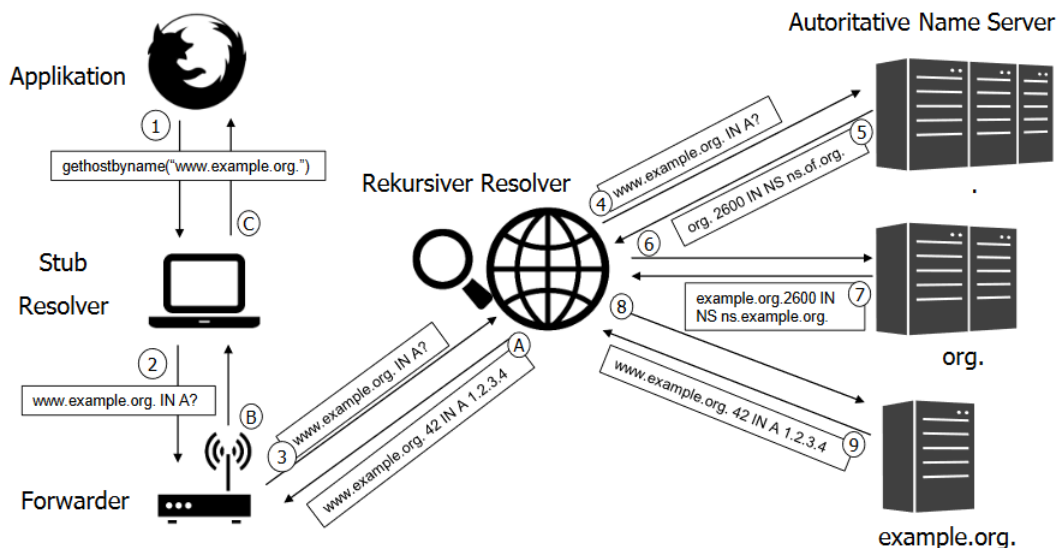 Autoritative Name Server
Applikation
1
gethostbyname("www.example.org.")
C
Stub
Resolver
2
www.example.org. IN A?
B
Forwarder
Rekursiver Resolver
3
www.example.org. IN A?
A
www.example.org. 42 IN A 1.2.3.4
4
www.example.org. IN A?
5
org. 2600 IN NS ns.of.org.
.
6
7
example.org.2600 IN
NS ns.example.org.
org.
8
9
www.example.org. 42 IN A 1.2.3.4
example.org.